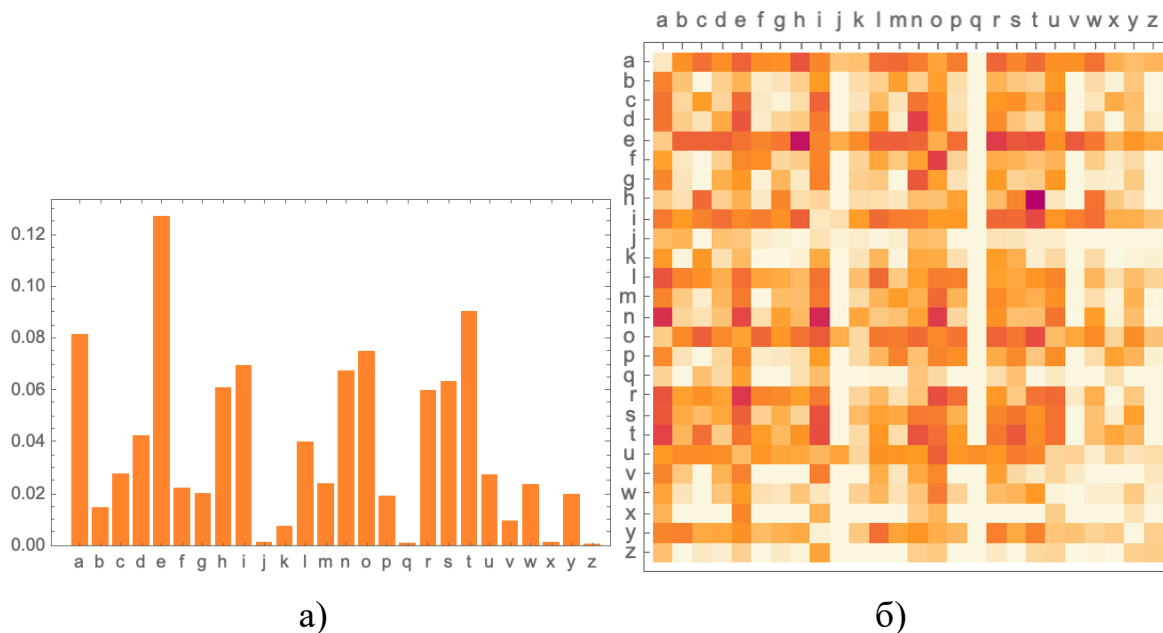 a b c d e f g h i j k l m n o p q r s t u v w x y z
a
b
c
d
e
f
g
h
i
j
k
l
m
n
o
p
q
r
s
t
u
v
w
x
y
z
0.12
0.10
0.08
0.06
0.04
0.02
0.00
a b c d e f g h i j k l m n o p q r s t u v w x y z
а)
б)